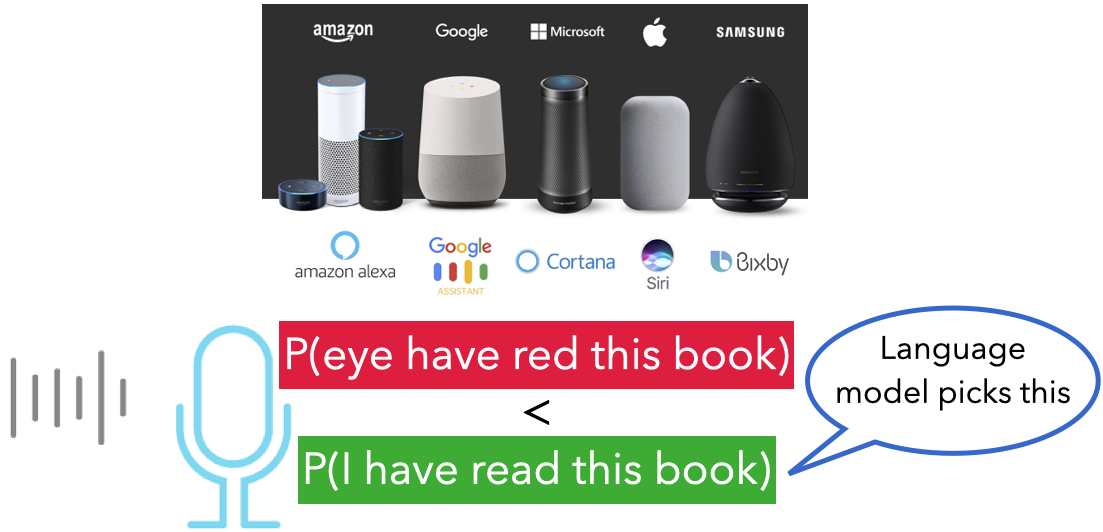 amazon
Google
Microsoft
SAMSUNG
amazon alexa
Google
ASSISTANT
Cortana
Siri
Bixby
P(eye have red this book)
<
P(I have read this book)
Language
model picks this